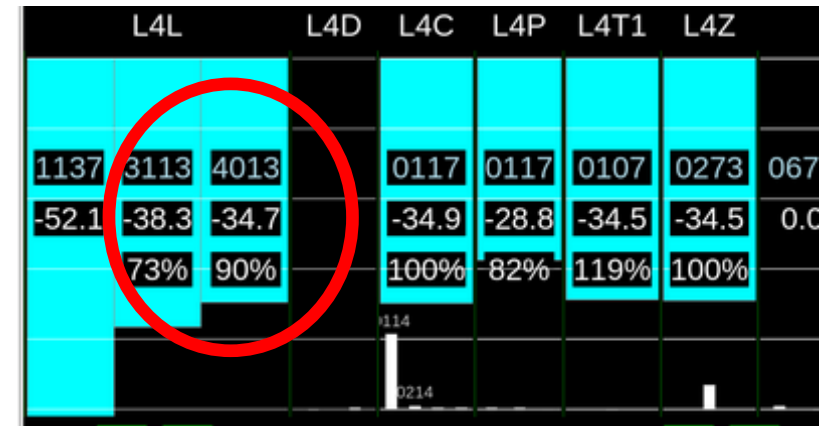 L4L L4D L4C L4P L4T1 L4Z
1137 3113 4013 0117 0117 0107 0273 067
-52.1 -38.3 -34.7 -34.9 -28.8 -34.5 -34.5 0.0
73% 90% 100% 82% 119% 100%
0114
0214